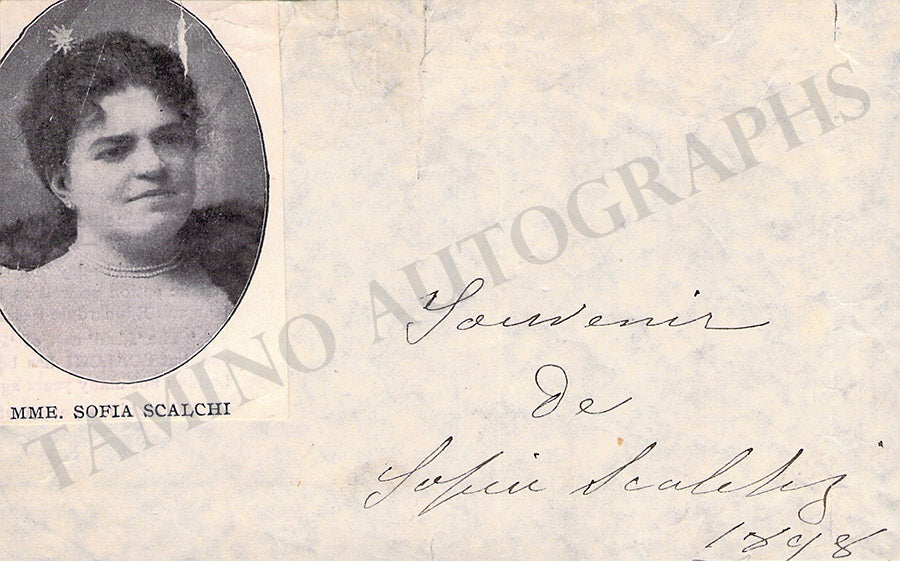 MME. SOFIA SCALCHI
Souvenir
de
Sofia Scalchi
1898
TAMINO AUTOGRAPHS